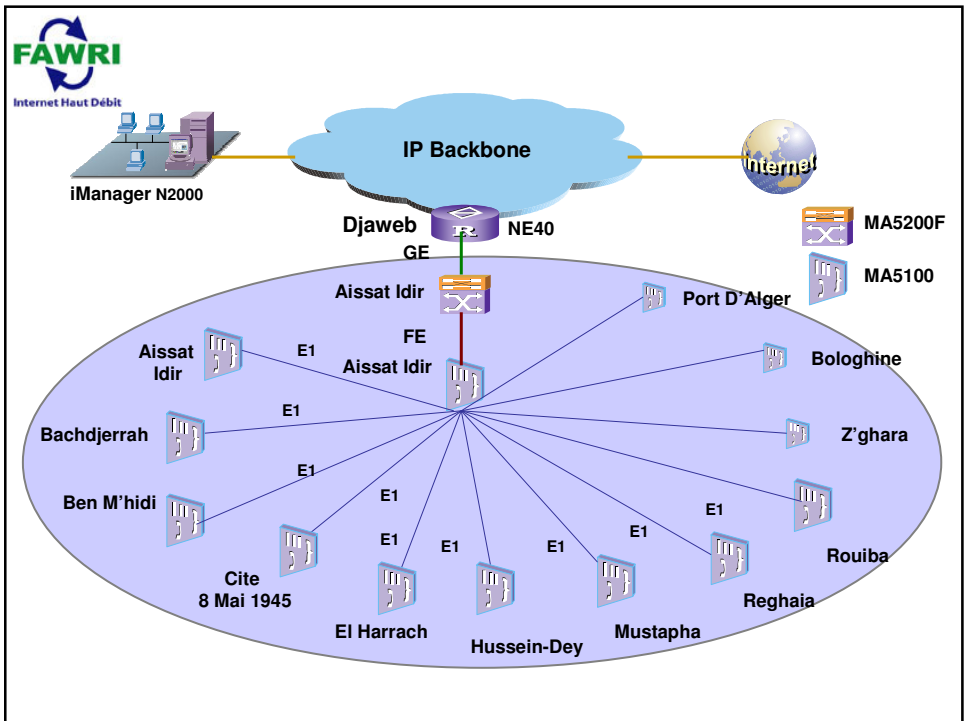 FAWRI
Internet Haut Débit
IP Backbone
Internet
iManager N2000
Djaweb
NE40
MA5200F
GE
MA5100
Aissat Idir
Port D'Alger
FE
Aissat Idir
Aissat
Idir
E1
Bologhine
Bachdjerrah
E1
Z'ghara
Ben M'hidi
E1
E1
E1
E1
E1
E1
E1
Rouiba
Cite
8 Mai 1945
Reghaia
El Harrach
Mustapha
Hussein-Dey
R